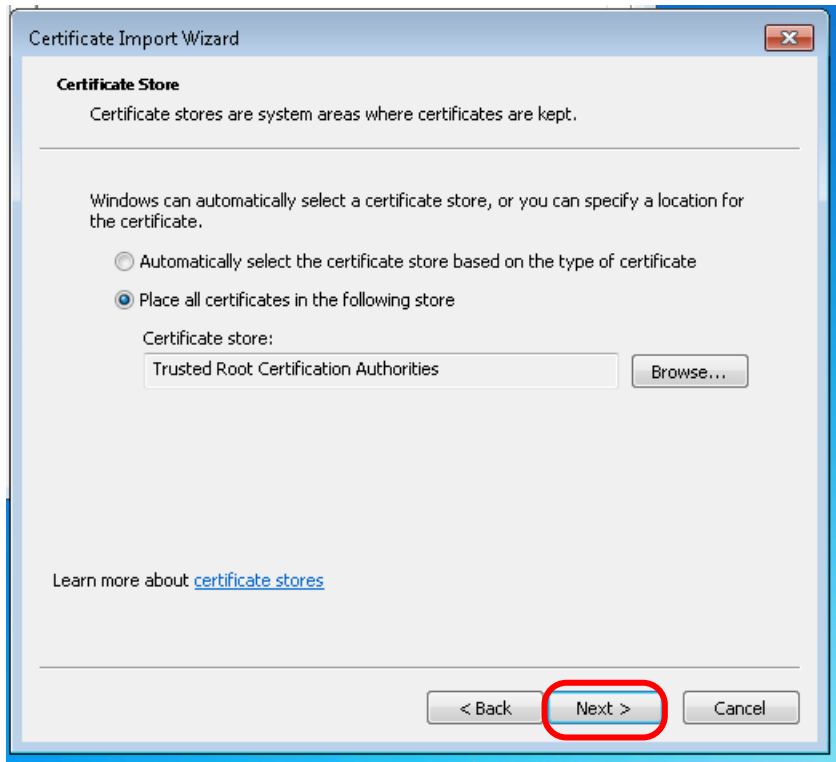 Certificate Import Wizard
Certificate Store
Certificate stores are system areas where certificates are kept.
Windows can automatically select a certificate store, or you can specify a location for
the certificate.
Automatically select the certificate store based on the type of certificate
Place all certificates in the following store
Certificate store:
Trusted Root Certification Authorities
Browse...
Learn more about certificate stores
< Back Next > Cancel